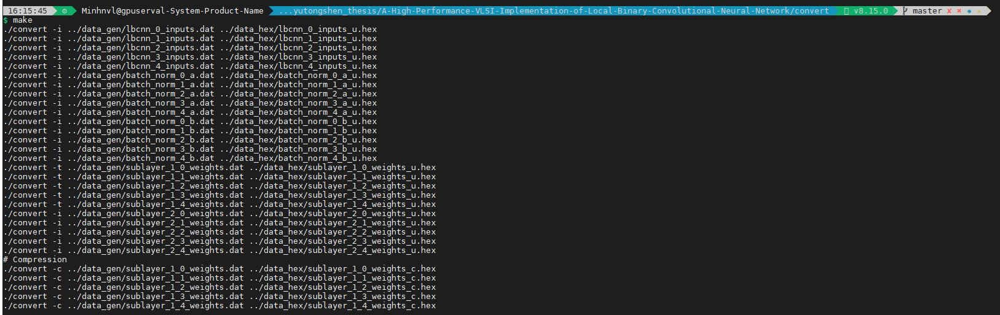 16:15:45 Minhnvl@gpuserval-System-Product-Name ...yutongshen_thesis/A-High-Performance-VLSI-Implementation-of-Local-Binary-Convolutional-Neural-Network/convert v8.15.0 master ✘ ✖ ● ★
$ make
./convert -i ../data_gen/lbcnn_0_inputs.dat ../data_hex/lbcnn_0_inputs_u.hex
./convert -i ../data_gen/lbcnn_1_inputs.dat ../data_hex/lbcnn_1_inputs_u.hex
./convert -i ../data_gen/lbcnn_2_inputs.dat ../data_hex/lbcnn_2_inputs_u.hex
./convert -i ../data_gen/lbcnn_3_inputs.dat ../data_hex/lbcnn_3_inputs_u.hex
./convert -i ../data_gen/lbcnn_4_inputs.dat ../data_hex/lbcnn_4_inputs_u.hex
./convert -i ../data_gen/batch_norm_0_a.dat ../data_hex/batch_norm_0_a_u.hex
./convert -i ../data_gen/batch_norm_1_a.dat ../data_hex/batch_norm_1_a_u.hex
./convert -i ../data_gen/batch_norm_2_a.dat ../data_hex/batch_norm_2_a_u.hex
./convert -i ../data_gen/batch_norm_3_a.dat ../data_hex/batch_norm_3_a_u.hex
./convert -i ../data_gen/batch_norm_4_a.dat ../data_hex/batch_norm_4_a_u.hex
./convert -i ../data_gen/batch_norm_0_b.dat ../data_hex/batch_norm_0_b_u.hex
./convert -i ../data_gen/batch_norm_1_b.dat ../data_hex/batch_norm_1_b_u.hex
./convert -i ../data_gen/batch_norm_2_b.dat ../data_hex/batch_norm_2_b_u.hex
./convert -i ../data_gen/batch_norm_3_b.dat ../data_hex/batch_norm_3_b_u.hex
./convert -i ../data_gen/batch_norm_4_b.dat ../data_hex/batch_norm_4_b_u.hex
./convert -t ../data_gen/sublayer_1_0_weights.dat ../data_hex/sublayer_1_0_weights_u.hex
./convert -t ../data_gen/sublayer_1_1_weights.dat ../data_hex/sublayer_1_1_weights_u.hex
./convert -t ../data_gen/sublayer_1_2_weights.dat ../data_hex/sublayer_1_2_weights_u.hex
./convert -t ../data_gen/sublayer_1_3_weights.dat ../data_hex/sublayer_1_3_weights_u.hex
./convert -t ../data_gen/sublayer_1_4_weights.dat ../data_hex/sublayer_1_4_weights_u.hex
./convert -i ../data_gen/sublayer_2_0_weights.dat ../data_hex/sublayer_2_0_weights_u.hex
./convert -i ../data_gen/sublayer_2_1_weights.dat ../data_hex/sublayer_2_1_weights_u.hex
./convert -i ../data_gen/sublayer_2_2_weights.dat ../data_hex/sublayer_2_2_weights_u.hex
./convert -i ../data_gen/sublayer_2_3_weights.dat ../data_hex/sublayer_2_3_weights_u.hex
./convert -i ../data_gen/sublayer_2_4_weights.dat ../data_hex/sublayer_2_4_weights_u.hex
# Compression
./convert -c ../data_gen/sublayer_1_0_weights.dat ../data_hex/sublayer_1_0_weights_c.hex
./convert -c ../data_gen/sublayer_1_1_weights.dat ../data_hex/sublayer_1_1_weights_c.hex
./convert -c ../data_gen/sublayer_1_2_weights.dat ../data_hex/sublayer_1_2_weights_c.hex
./convert -c ../data_gen/sublayer_1_3_weights.dat ../data_hex/sublayer_1_3_weights_c.hex
./convert -c ../data_gen/sublayer_1_4_weights.dat ../data_hex/sublayer_1_4_weights_c.hex